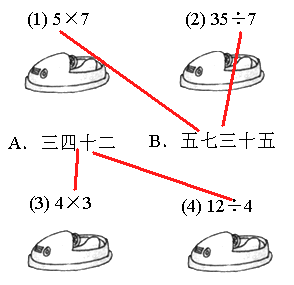 (1) 5×7 (2) 35÷7
A. 三四十二 B. 五七三十五
(3) 4×3 (4) 12÷4